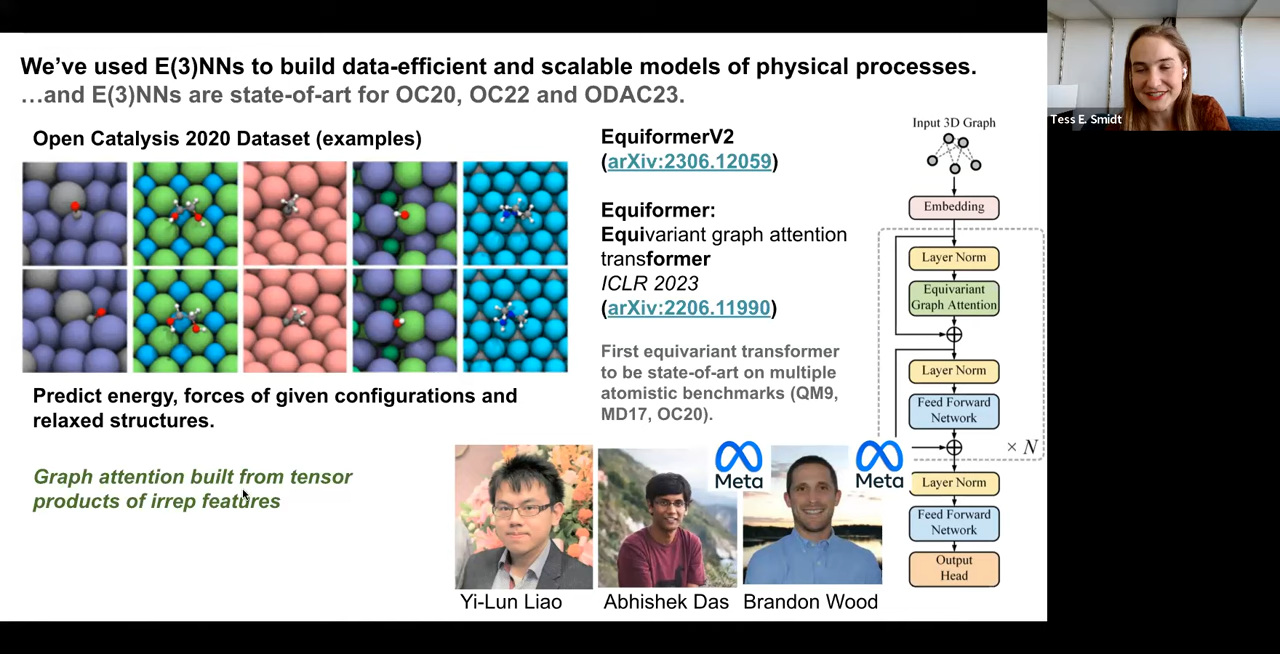 We've used E(3)NNs to build data-efficient and scalable models of physical processes.
…and E(3)NNs are state-of-art for OC20, OC22 and ODAC23.
Open Catalysis 2020 Dataset (examples)
Predict energy, forces of given configurations and
relaxed structures.
Graph attention built from tensor
products of irrep features
EquiformerV2
(arXiv:2306.12059)
Equiformer:
Equivariant graph attention
transformer
ICLR 2023
(arXiv:2206.11990)
First equivariant transformer
to be state-of-art on multiple
atomistic benchmarks (QM9,
MD17, OC20).
Meta
Meta
Yi-Lun Liao
Abhishek Das
Brandon Wood
Input 3D Graph
Embedding
Layer Norm
Equivariant
Graph Attention
Layer Norm
Feed Forward
Network
× N
Layer Norm
Feed Forward
Network
Output
Head
Tess E. Smidt